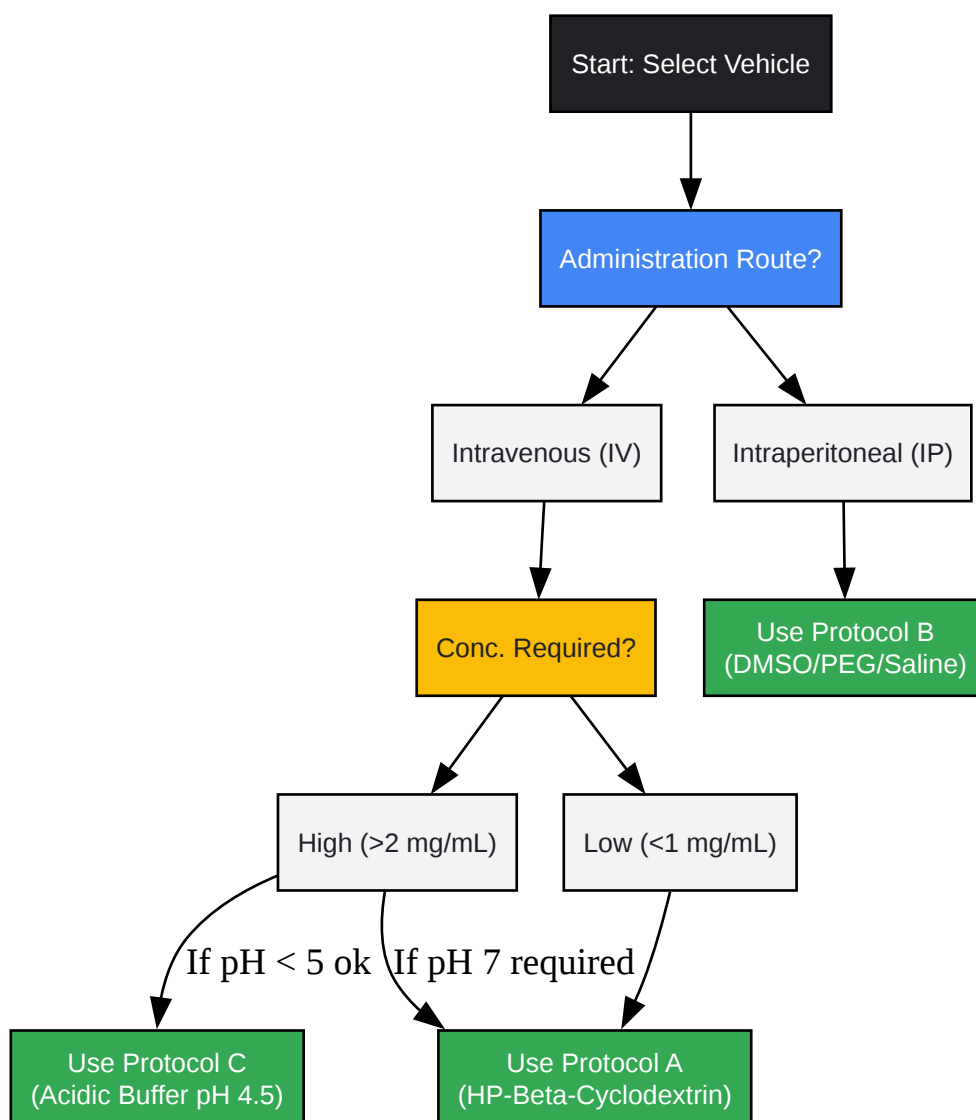 Start: Select Vehicle
Administration Route?
Intravenous (IV)
Intraperitoneal (IP)
Conc. Required?
Use Protocol B
(DMSO/PEG/Saline)
High (>2 mg/mL)
Low (<1 mg/mL)
If pH < 5 ok
If pH 7 required
Use Protocol C
(Acidic Buffer pH 4.5)
Use Protocol A
(HP-Beta-Cyclodextrin)